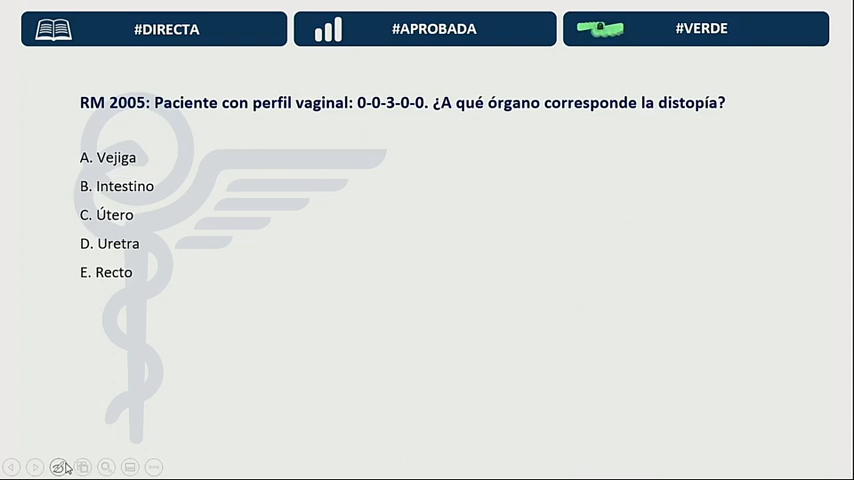 #DIRECTA
#APROBADA
#VERDE
RM 2005: Paciente con perfil vaginal: 0-0-3-0-0. ¿A qué órgano corresponde la distopía?
A. Vejiga
B. Intestino
C. Útero
D. Uretra
E. Recto